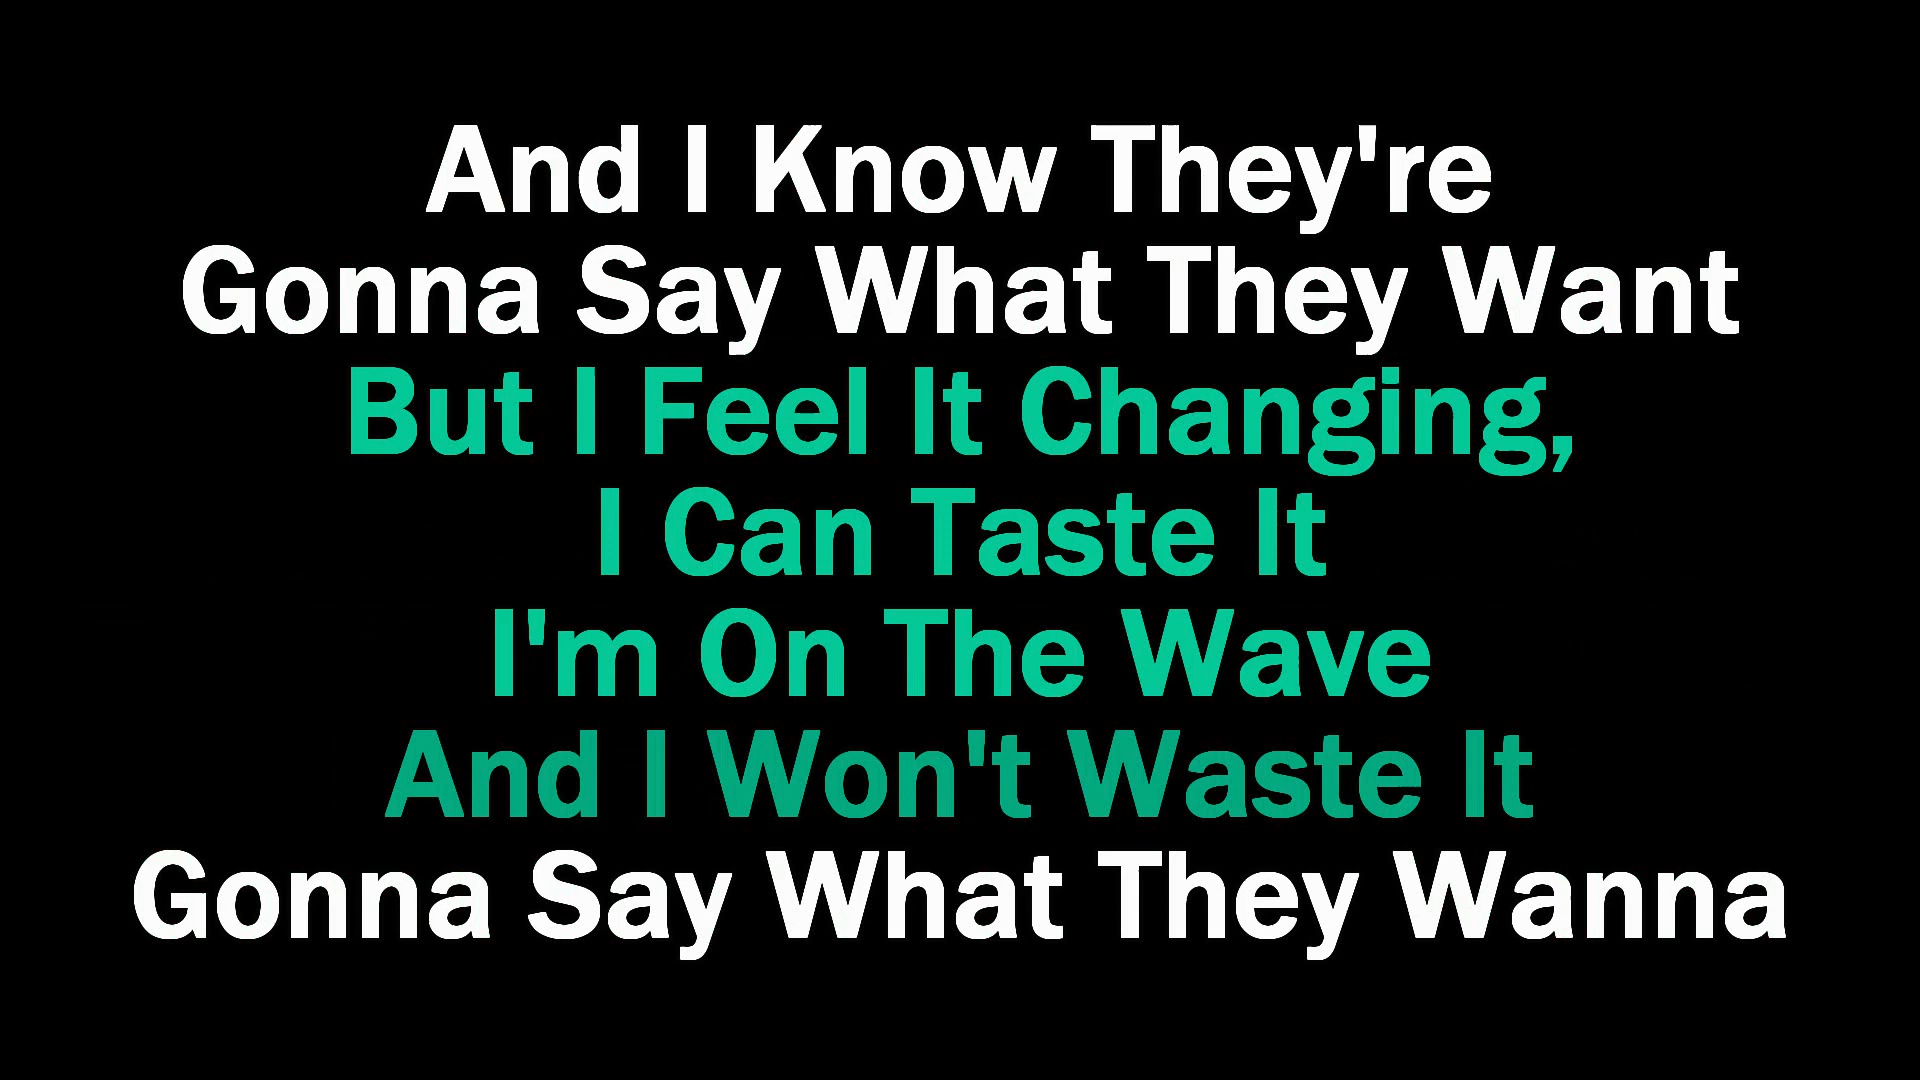 And I Know They're
Gonna Say What They Want
But I Feel It Changing,
I Can Taste It
I'm On The Wave
And I Won't Waste It
Gonna Say What They Wanna